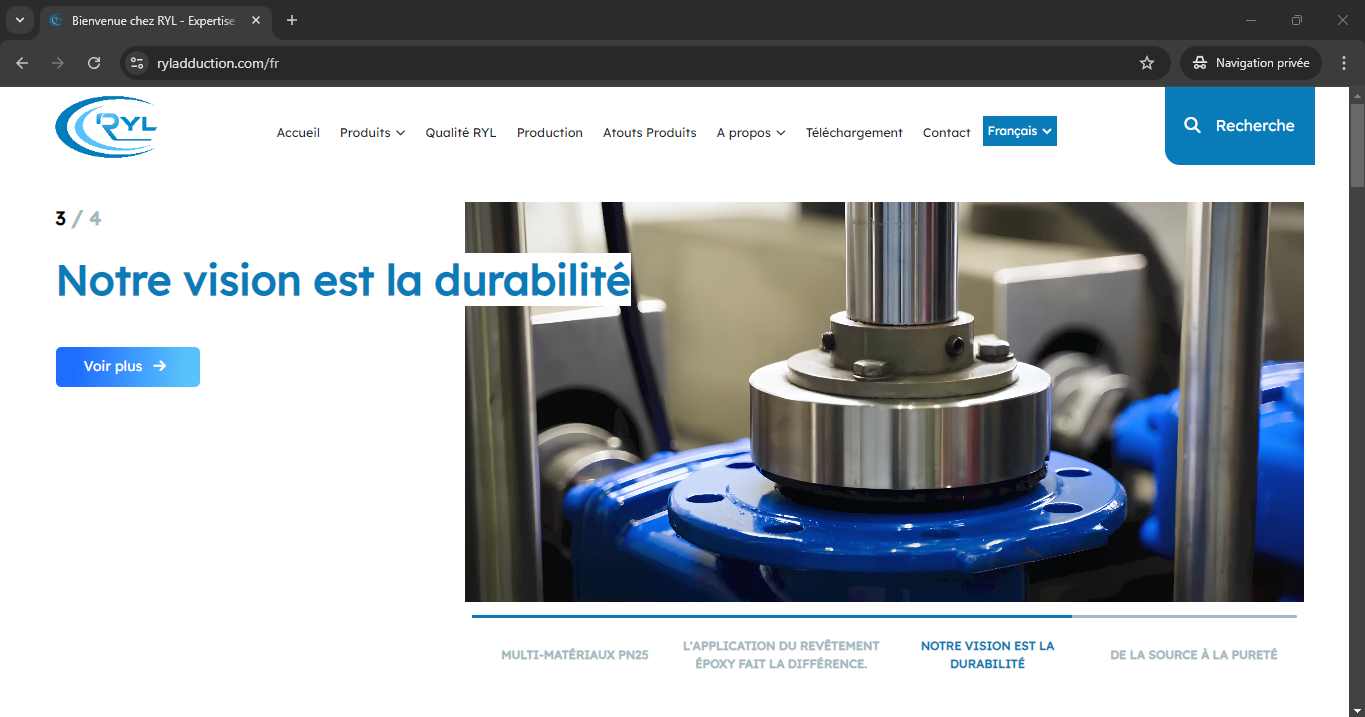 Bienvenue chez RYL - Expertise
ryladduction.com/fr
Navigation privée
RYL
Accueil
Produits
Qualité RYL
Production
Atouts Produits
A propos
Téléchargement
Contact
Français
Recherche
3 / 4
Notre vision est la durabilité
Voir plus
MULTI-MATÉRIAUX PN25
L'APPLICATION DU REVÊTEMENT
ÉPOXY FAIT LA DIFFÉRENCE.
NOTRE VISION EST LA
DURABILITÉ
DE LA SOURCE À LA PURETÉ